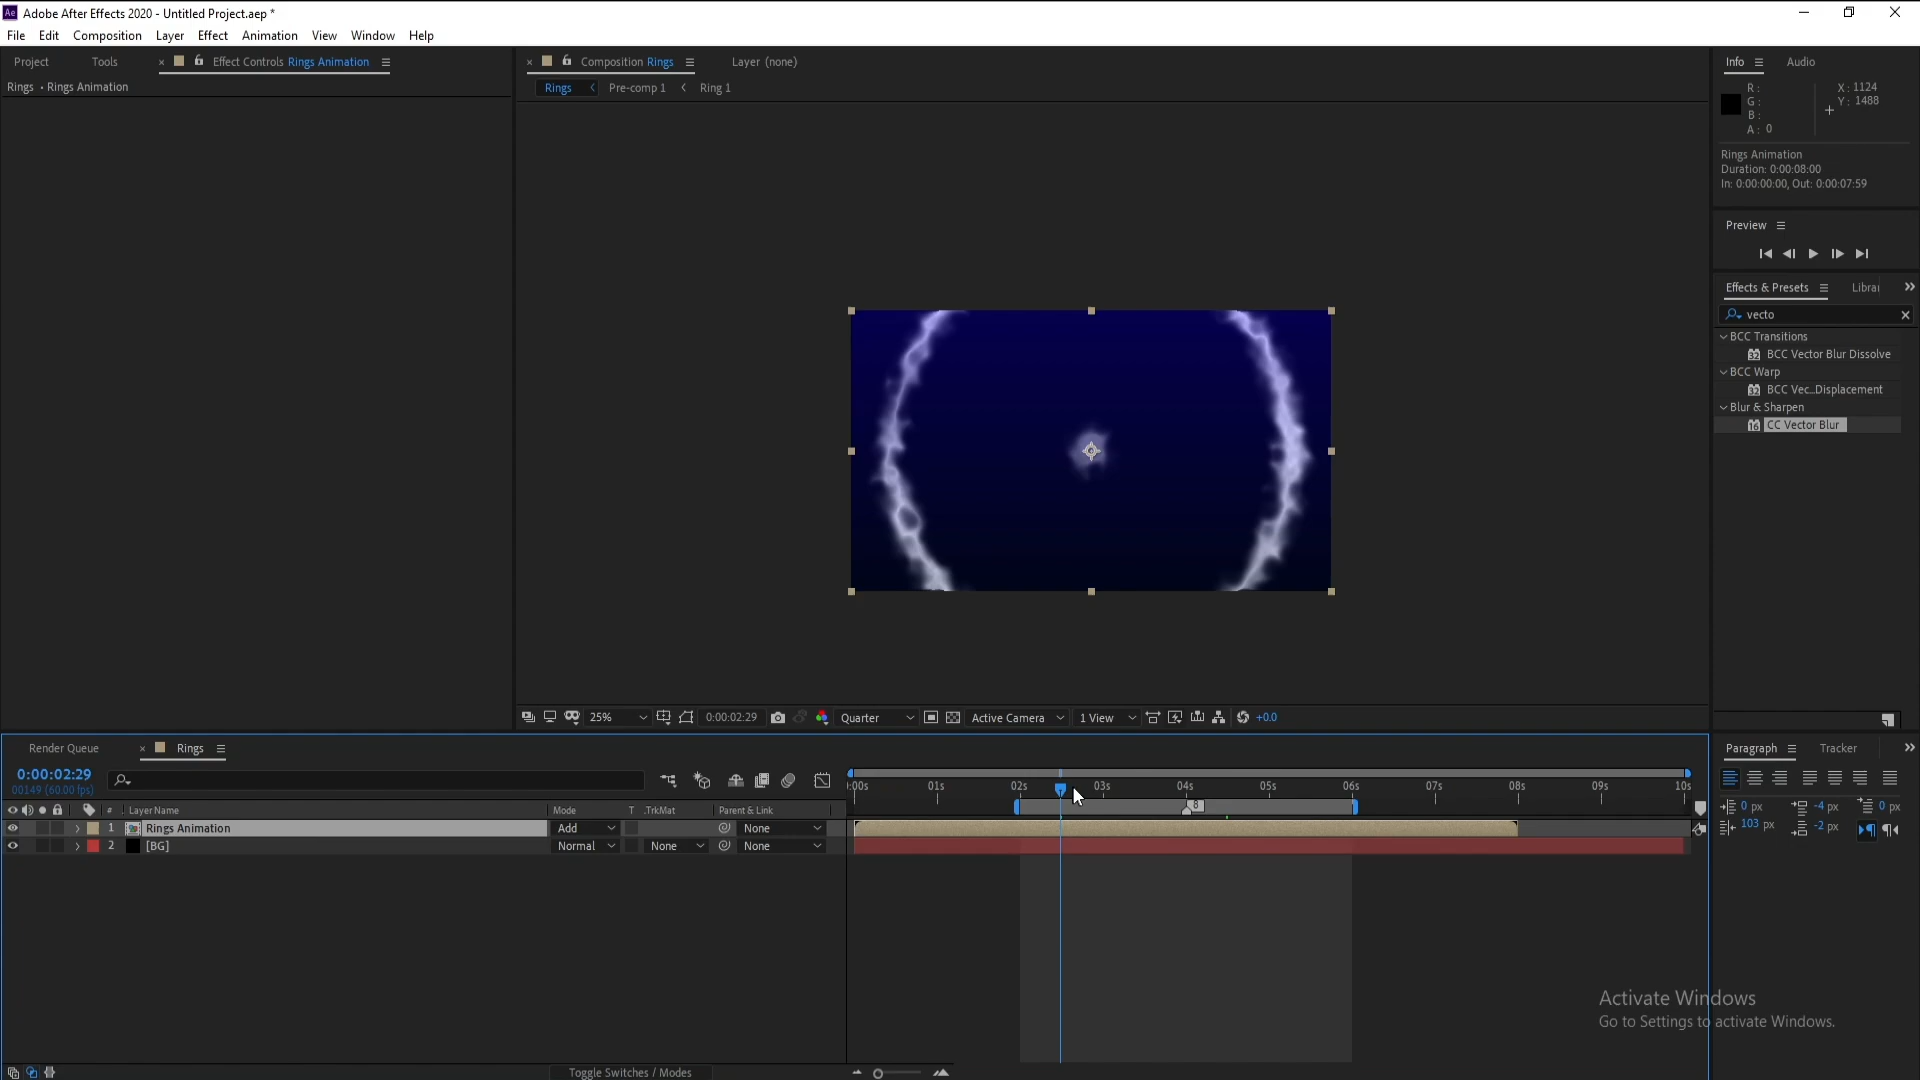 Ae Adobe After Effects 2020 - Untitled Project.aep *
File Edit Composition Layer Effect Animation View Window Help
Project Tools × Effect Controls Rings Animation
Rings • Rings Animation
× Composition Rings Layer (none)
Rings < Pre-comp 1 < Ring 1
Info Audio
R : X : 1124
G : Y : 1488
B :
A : 0
Rings Animation
Duration: 0:00:08:00
In: 0:00:00:00, Out: 0:00:07:59
Preview
Effects & Presets Librai »
vecto ×
BCC Transitions
32 BCC Vector Blur Dissolve
BCC Warp
32 BCC Vec...Displacement
Blur & Sharpen
16 CC Vector Blur
25% 0:00:02:29 Quarter Active Camera 1 View +0.0
Render Queue × Rings
0:00:02:29
00149 (60.00 fps)
:00s 01s 02s 03s 04s 05s 06s 07s 08s 09s 10s
8
# Layer Name Mode T .TrkMat Parent & Link
1 Rings Animation Add None
2 [BG] Normal None None
Toggle Switches / Modes
Paragraph Tracker »
0 px -4 px 0 px
103 px -2 px
Activate Windows
Go to Settings to activate Windows.